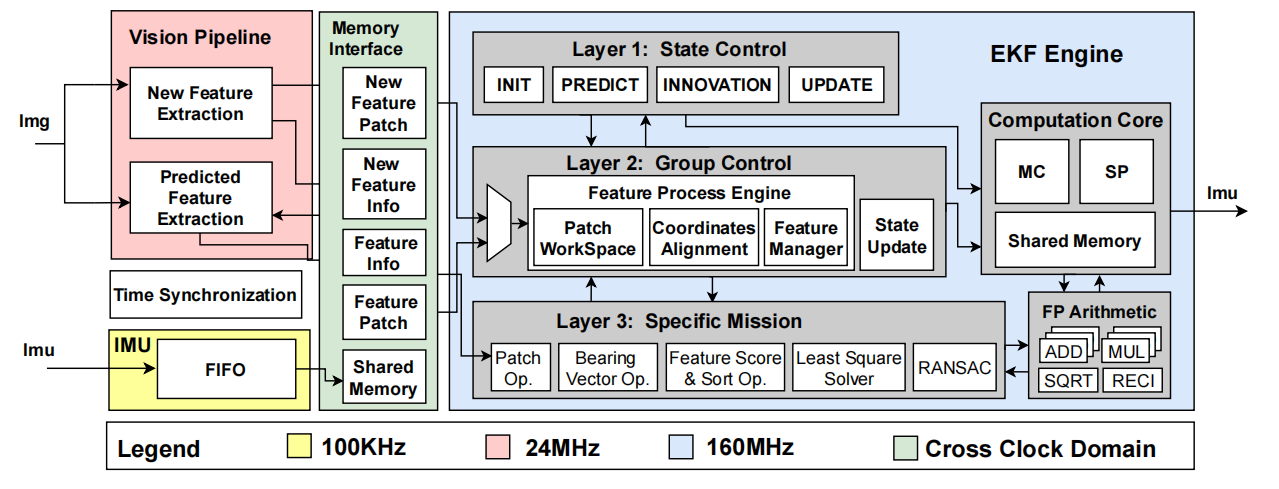 Vision Pipeline
Img
New Feature
Extraction
Predicted
Feature
Extraction
Time Synchronization
Imu
IMU
FIFO
Memory
Interface
New
Feature
Patch
New
Feature
Info
Feature
Info
Feature
Patch
Shared
Memory
EKF Engine
Layer 1: State Control
INIT
PREDICT
INNOVATION
UPDATE
Layer 2: Group Control
Feature Process Engine
Patch
WorkSpace
Coordinates
Alignment
Feature
Manager
State
Update
Layer 3: Specific Mission
Patch
Op.
Bearing
Vector Op.
Feature Score
& Sort Op.
Least Square
Solver
RANSAC
Computation Core
MC
SP
Shared Memory
Imu
FP Arithmetic
ADD
MUL
SQRT
RECI
Legend
100KHz
24MHz
160MHz
Cross Clock Domain